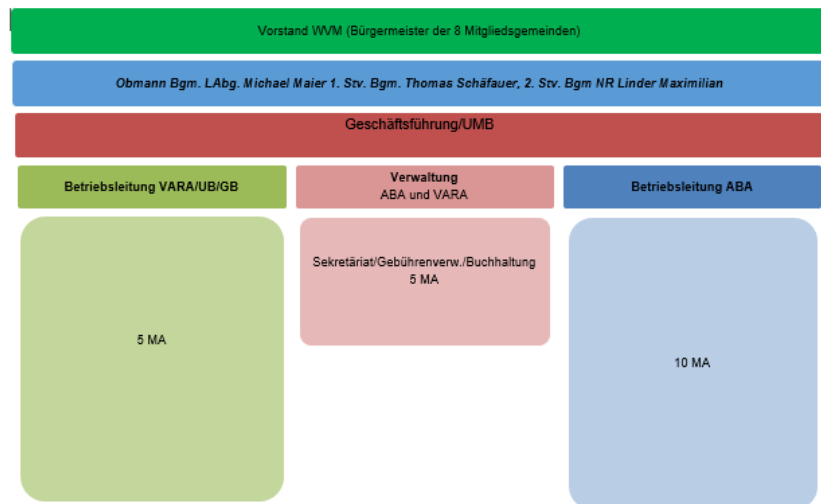 Vorstand WVM (Bürgermeister der 8 Mitgliedsgemeinden)
Obmann Bgm. LAbg. Michael Maier 1. Stv. Bgm. Thomas Schäfauer, 2. Stv. Bgm NR Linder Maximilian
Geschäftsführung/UMB
Betriebsleitung VARA/UB/GB
Verwaltung
ABA und VARA
Betriebsleitung ABA
Sekretäriat/Gebührenverw./Buchhaltung
5 MA
5 MA
10 MA